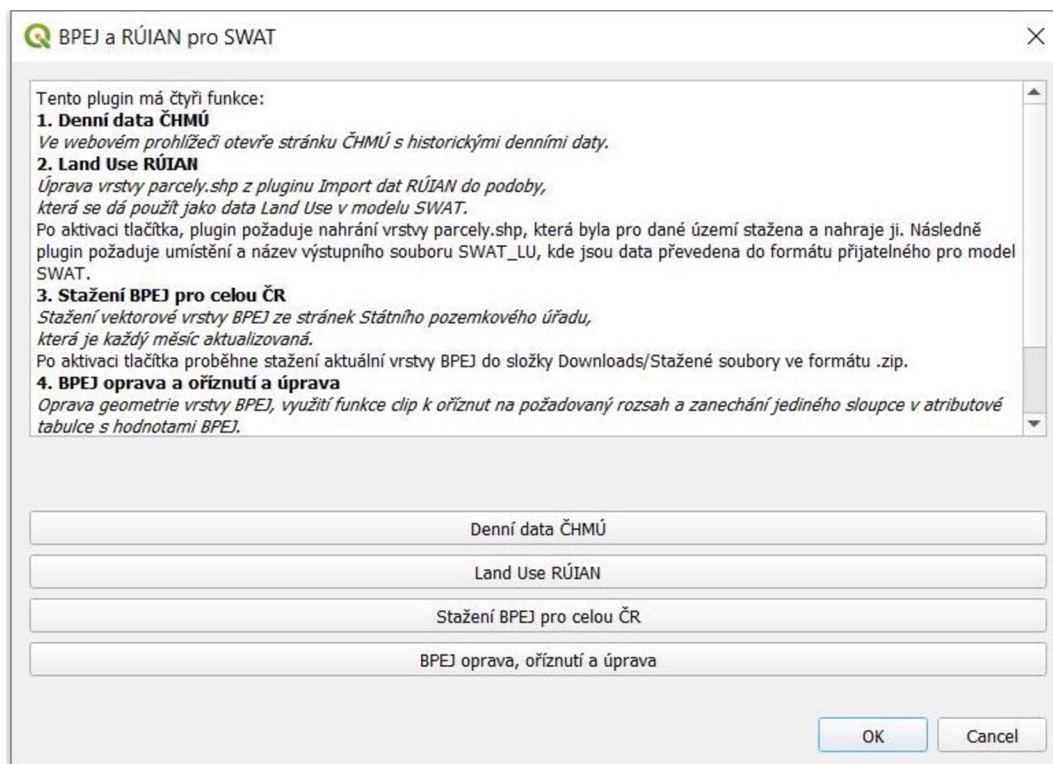 BPEJ a RÚIAN pro SWAT
Tento plugin má čtyři funkce:
1. Denní data ČHMÚ
Ve webovém prohlížeči otevře stránku ČHMÚ s historickými denními daty.
2. Land Use RÚIAN
Úprava vrstvy parcely.shp z pluginu Import dat RÚIAN do podoby,
která se dá použít jako data Land Use v modelu SWAT.
Po aktivaci tlačítka, plugin požaduje nahrání vrstvy parcely.shp, která byla pro dané území stažena a nahraje ji. Následně
plugin požaduje umístění a název výstupního souboru SWAT_LU, kde jsou data převedena do formátu přijatelného pro model
SWAT.
3. Stažení BPEJ pro celou ČR
Stažení vektorové vrstvy BPEJ ze stránek Státního pozemkového úřadu,
která je každý měsíc aktualizovaná.
Po aktivaci tlačítka proběhne stažení aktuální vrstvy BPEJ do složky Downloads/Stažené soubory ve formátu .zip.
4. BPEJ oprava a oříznutí a úprava
Oprava geometrie vrstvy BPEJ, využití funkce clip k oříznut na požadovaný rozsah a zanechání jediného sloupce v atributové
tabulce s hodnotami BPEJ.
Denní data ČHMÚ
Land Use RÚIAN
Stažení BPEJ pro celou ČR
BPEJ oprava, oříznutí a úprava
OK
Cancel